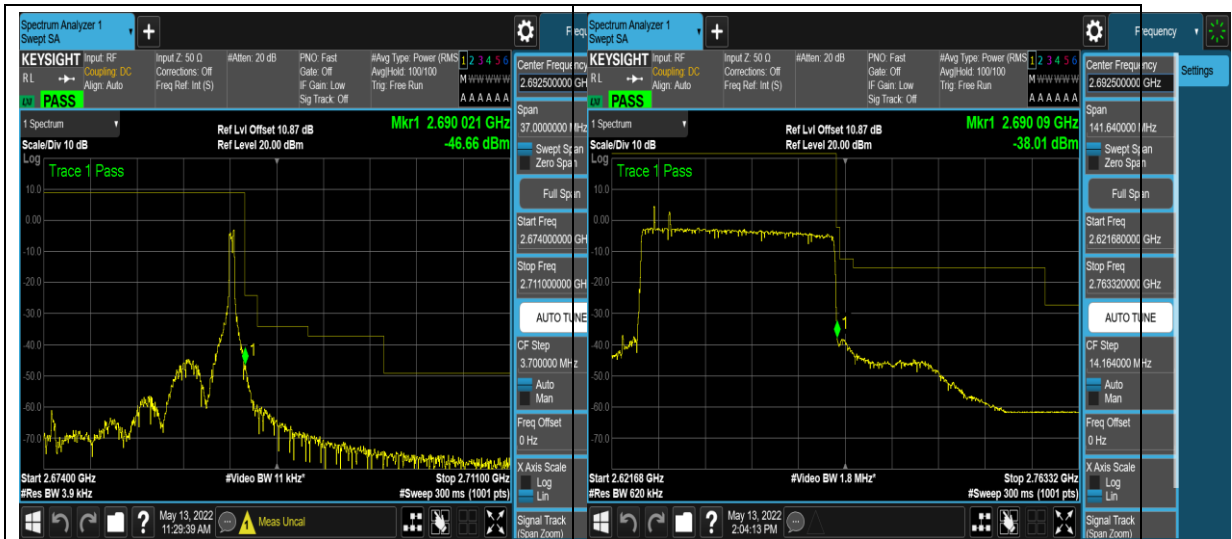 Spectrum Analyzer 1
Swept SA
+
Frequ
KEYSIGHT
Input: RF
Coupling: DC
Align: Auto
Input Z: 50 Ω
Corrections: Off
Freq Ref: Int (S)
#Atten: 20 dB
PNO: Fast
Gate: Off
IF Gain: Low
Sig Track: Off
#Avg Type: Power (RMS
Avg|Hold: 100/100
Trig: Free Run
1 2 3 4 5 6
M W W W W W
A A A A A A
RL
PASS
1 Spectrum
Scale/Div 10 dB
Ref Lvl Offset 10.87 dB
Ref Level 20.00 dBm
Mkr1 2.690 021 GHz
-46.66 dBm
Log
Trace 1 Pass
10.0
0.00
-10.0
-20.0
-30.0
-40.0
-50.0
-60.0
-70.0
1
Start 2.67400 GHz
#Res BW 3.9 kHz
#Video BW 11 kHz*
Stop 2.71100 GHz
#Sweep 300 ms (1001 pts)
Center Frequency
2.692500000 G
Span
37.0000000 MHz
Swept Span
Zero Span
Full Span
Start Freq
2.674000000 GH
Stop Freq
2.711000000 GH
AUTO TUNE
CF Step
3.700000 MHz
Auto
Man
Freq Offset
0 Hz
X Axis Scale
Log
Lin
Signal Track
(Span Zoom)
?
May 13, 2022
11:29:39 AM
Meas Uncal
Spectrum Analyzer 1
Swept SA
+
Frequency
Settings
KEYSIGHT
Input: RF
Coupling: DC
Align: Auto
Input Z: 50 Ω
Corrections: Off
Freq Ref: Int (S)
#Atten: 20 dB
PNO: Fast
Gate: Off
IF Gain: Low
Sig Track: Off
#Avg Type: Power (RMS
Avg|Hold: 100/100
Trig: Free Run
1 2 3 4 5 6
M W W W W W
A A A A A A
RL
PASS
1 Spectrum
Scale/Div 10 dB
Ref Lvl Offset 10.87 dB
Ref Level 20.00 dBm
Mkr1 2.690 09 GHz
-38.01 dBm
Log
Trace 1 Pass
10.0
0.00
-10.0
-20.0
-30.0
-40.0
-50.0
-60.0
-70.0
1
Start 2.62168 GHz
#Res BW 620 kHz
#Video BW 1.8 MHz*
Stop 2.76332 GHz
#Sweep 300 ms (1001 pts)
Center Frequency
2.692500000 GHz
Span
141.640000 MHz
Swept Span
Zero Span
Full Span
Start Freq
2.621680000 GHz
Stop Freq
2.763320000 GHz
AUTO TUNE
CF Step
14.164000 MHz
Auto
Man
Freq Offset
0 Hz
X Axis Scale
Log
Lin
Signal Track
(Span Zoom)
?
May 13, 2022
2:04:13 PM